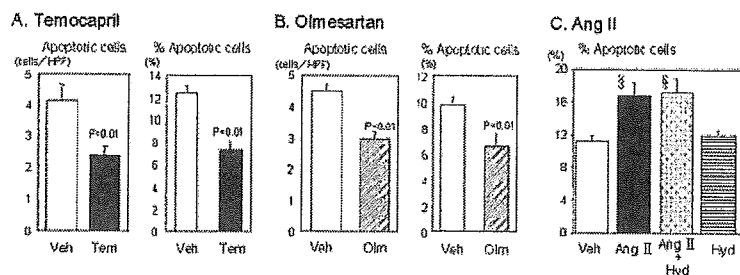 A. Temocapril
B. Olmesartan
C. Ang II
Apoptotic cells
(cells/HPF)
% Apoptotic cells
(%)
Apoptotic cells
(cells/HPF)
% Apoptotic cells
(%)
% Apoptotic cells
(%)
5
4
3
2
1
0
P<0.01
Veh Tem
14
12
10
8
6
4
2
0
P<0.01
Veh Tem
5
4
3
2
1
0
P<0.01
Veh Olm
10
8
6
4
2
0
P<0.01
Veh Olm
20
16
12
8
4
0
§ §
Veh Ang II Ang II + Hyd Hyd